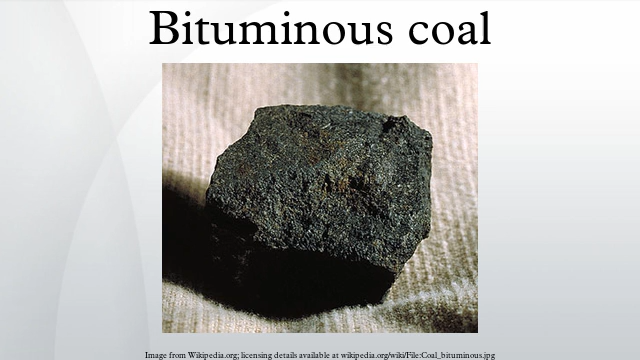 Bituminous coal
Image from Wikipedia.org; licensing details available at wikipedia.org/wiki/File:Coal_bituminous.jpg